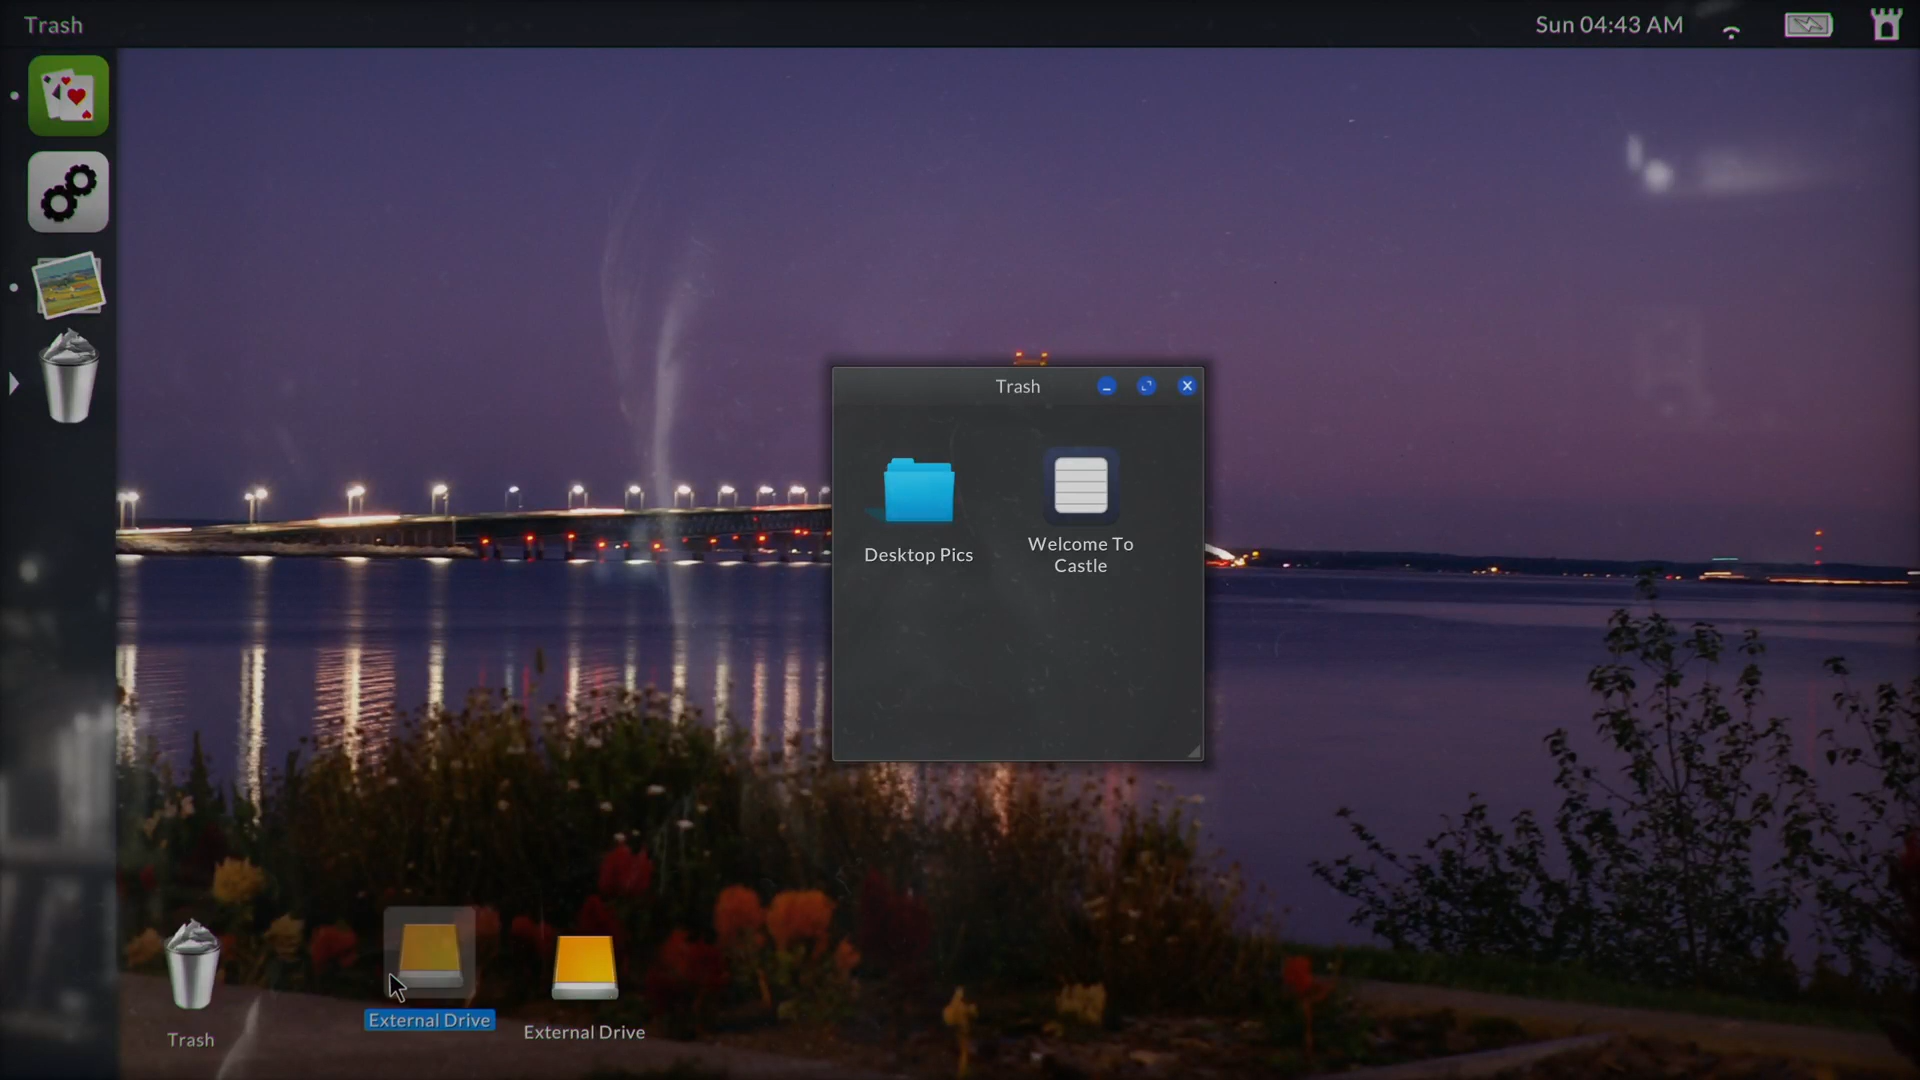 Trash
Sun 04:43 AM
Trash
Desktop Pics
Welcome To
Castle
Trash
External Drive
External Drive